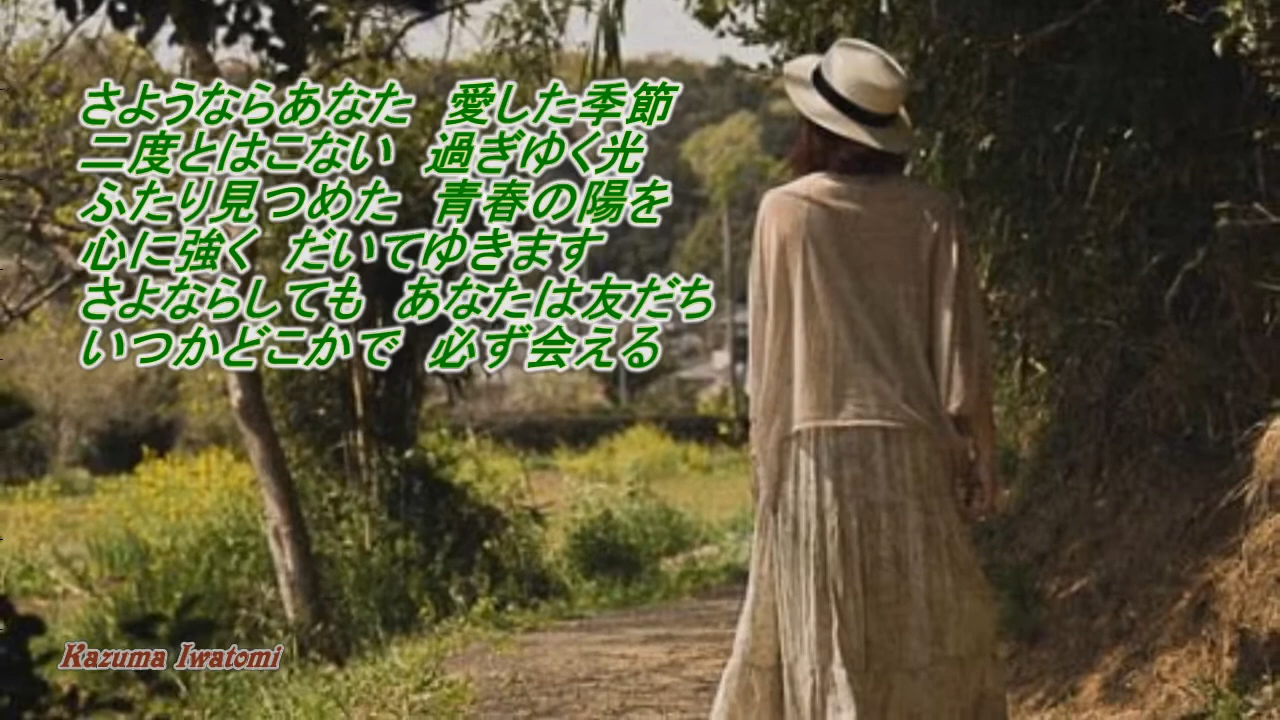 さようならあなた　愛した季節
二度とはこない　過ぎゆく光
ふたり見つめた　青春の陽を
心に強く　だいてゆきます
さよならしても　あなたは友だち
いつかどこかで　必ず会える
Kazuma Iwatomi